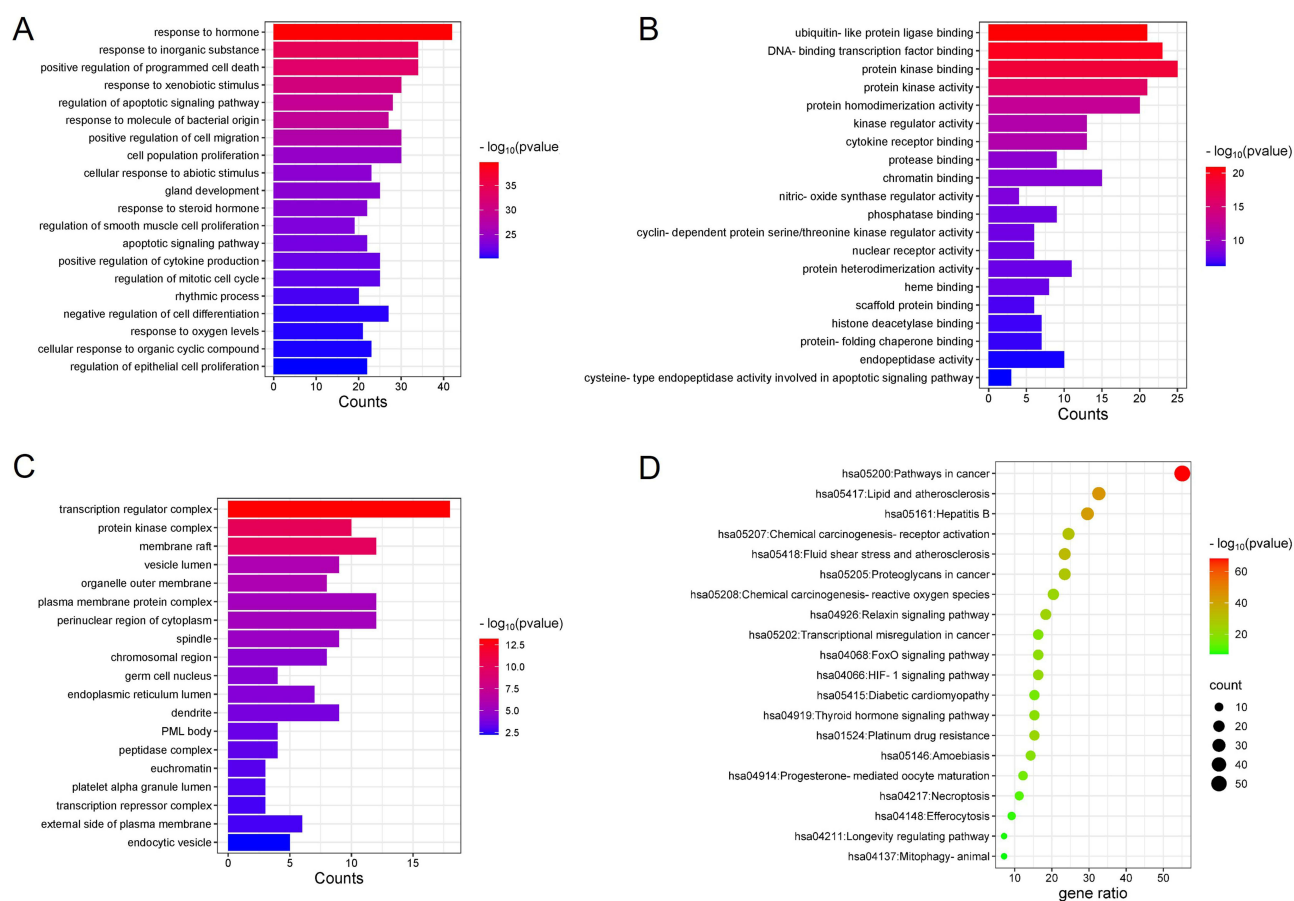 A
response to hormone
response to inorganic substance
positive regulation of programmed cell death
response to xenobiotic stimulus
regulation of apoptotic signaling pathway
response to molecule of bacterial origin
positive regulation of cell migration
cell population proliferation
cellular response to abiotic stimulus
gland development
response to steroid hormone
regulation of smooth muscle cell proliferation
apoptotic signaling pathway
positive regulation of cytokine production
regulation of mitotic cell cycle
rhythmic process
negative regulation of cell differentiation
response to oxygen levels
cellular response to organic cyclic compound
regulation of epithelial cell proliferation
0 10 20 30 40
Counts
- log10(pvalue
35
30
25
B
ubiquitin- like protein ligase binding
DNA- binding transcription factor binding
protein kinase binding
protein kinase activity
protein homodimerization activity
kinase regulator activity
cytokine receptor binding
protease binding
chromatin binding
nitric- oxide synthase regulator activity
phosphatase binding
cyclin- dependent protein serine/threonine kinase regulator activity
nuclear receptor activity
protein heterodimerization activity
heme binding
scaffold protein binding
histone deacetylase binding
protein- folding chaperone binding
endopeptidase activity
cysteine- type endopeptidase activity involved in apoptotic signaling pathway
0 5 10 15 20 25
Counts
- log10(pvalue)
20
15
10
C
transcription regulator complex
protein kinase complex
membrane raft
vesicle lumen
organelle outer membrane
plasma membrane protein complex
perinuclear region of cytoplasm
spindle
chromosomal region
germ cell nucleus
endoplasmic reticulum lumen
dendrite
PML body
peptidase complex
euchromatin
platelet alpha granule lumen
transcription repressor complex
external side of plasma membrane
endocytic vesicle
0 5 10 15
Counts
- log10(pvalue)
12.5
10.0
7.5
5.0
2.5
D
hsa05200:Pathways in cancer
hsa05417:Lipid and atherosclerosis
hsa05161:Hepatitis B
hsa05207:Chemical carcinogenesis- receptor activation
hsa05418:Fluid shear stress and atherosclerosis
hsa05205:Proteoglycans in cancer
hsa05208:Chemical carcinogenesis- reactive oxygen species
hsa04926:Relaxin signaling pathway
hsa05202:Transcriptional misregulation in cancer
hsa04068:FoxO signaling pathway
hsa04066:HIF- 1 signaling pathway
hsa05415:Diabetic cardiomyopathy
hsa04919:Thyroid hormone signaling pathway
hsa01524:Platinum drug resistance
hsa05146:Amoebiasis
hsa04914:Progesterone- mediated oocyte maturation
hsa04217:Necroptosis
hsa04148:Efferocytosis
hsa04211:Longevity regulating pathway
hsa04137:Mitophagy- animal
10 20 30 40 50
gene ratio
- log10(pvalue)
60
40
20
count
10
20
30
40
50